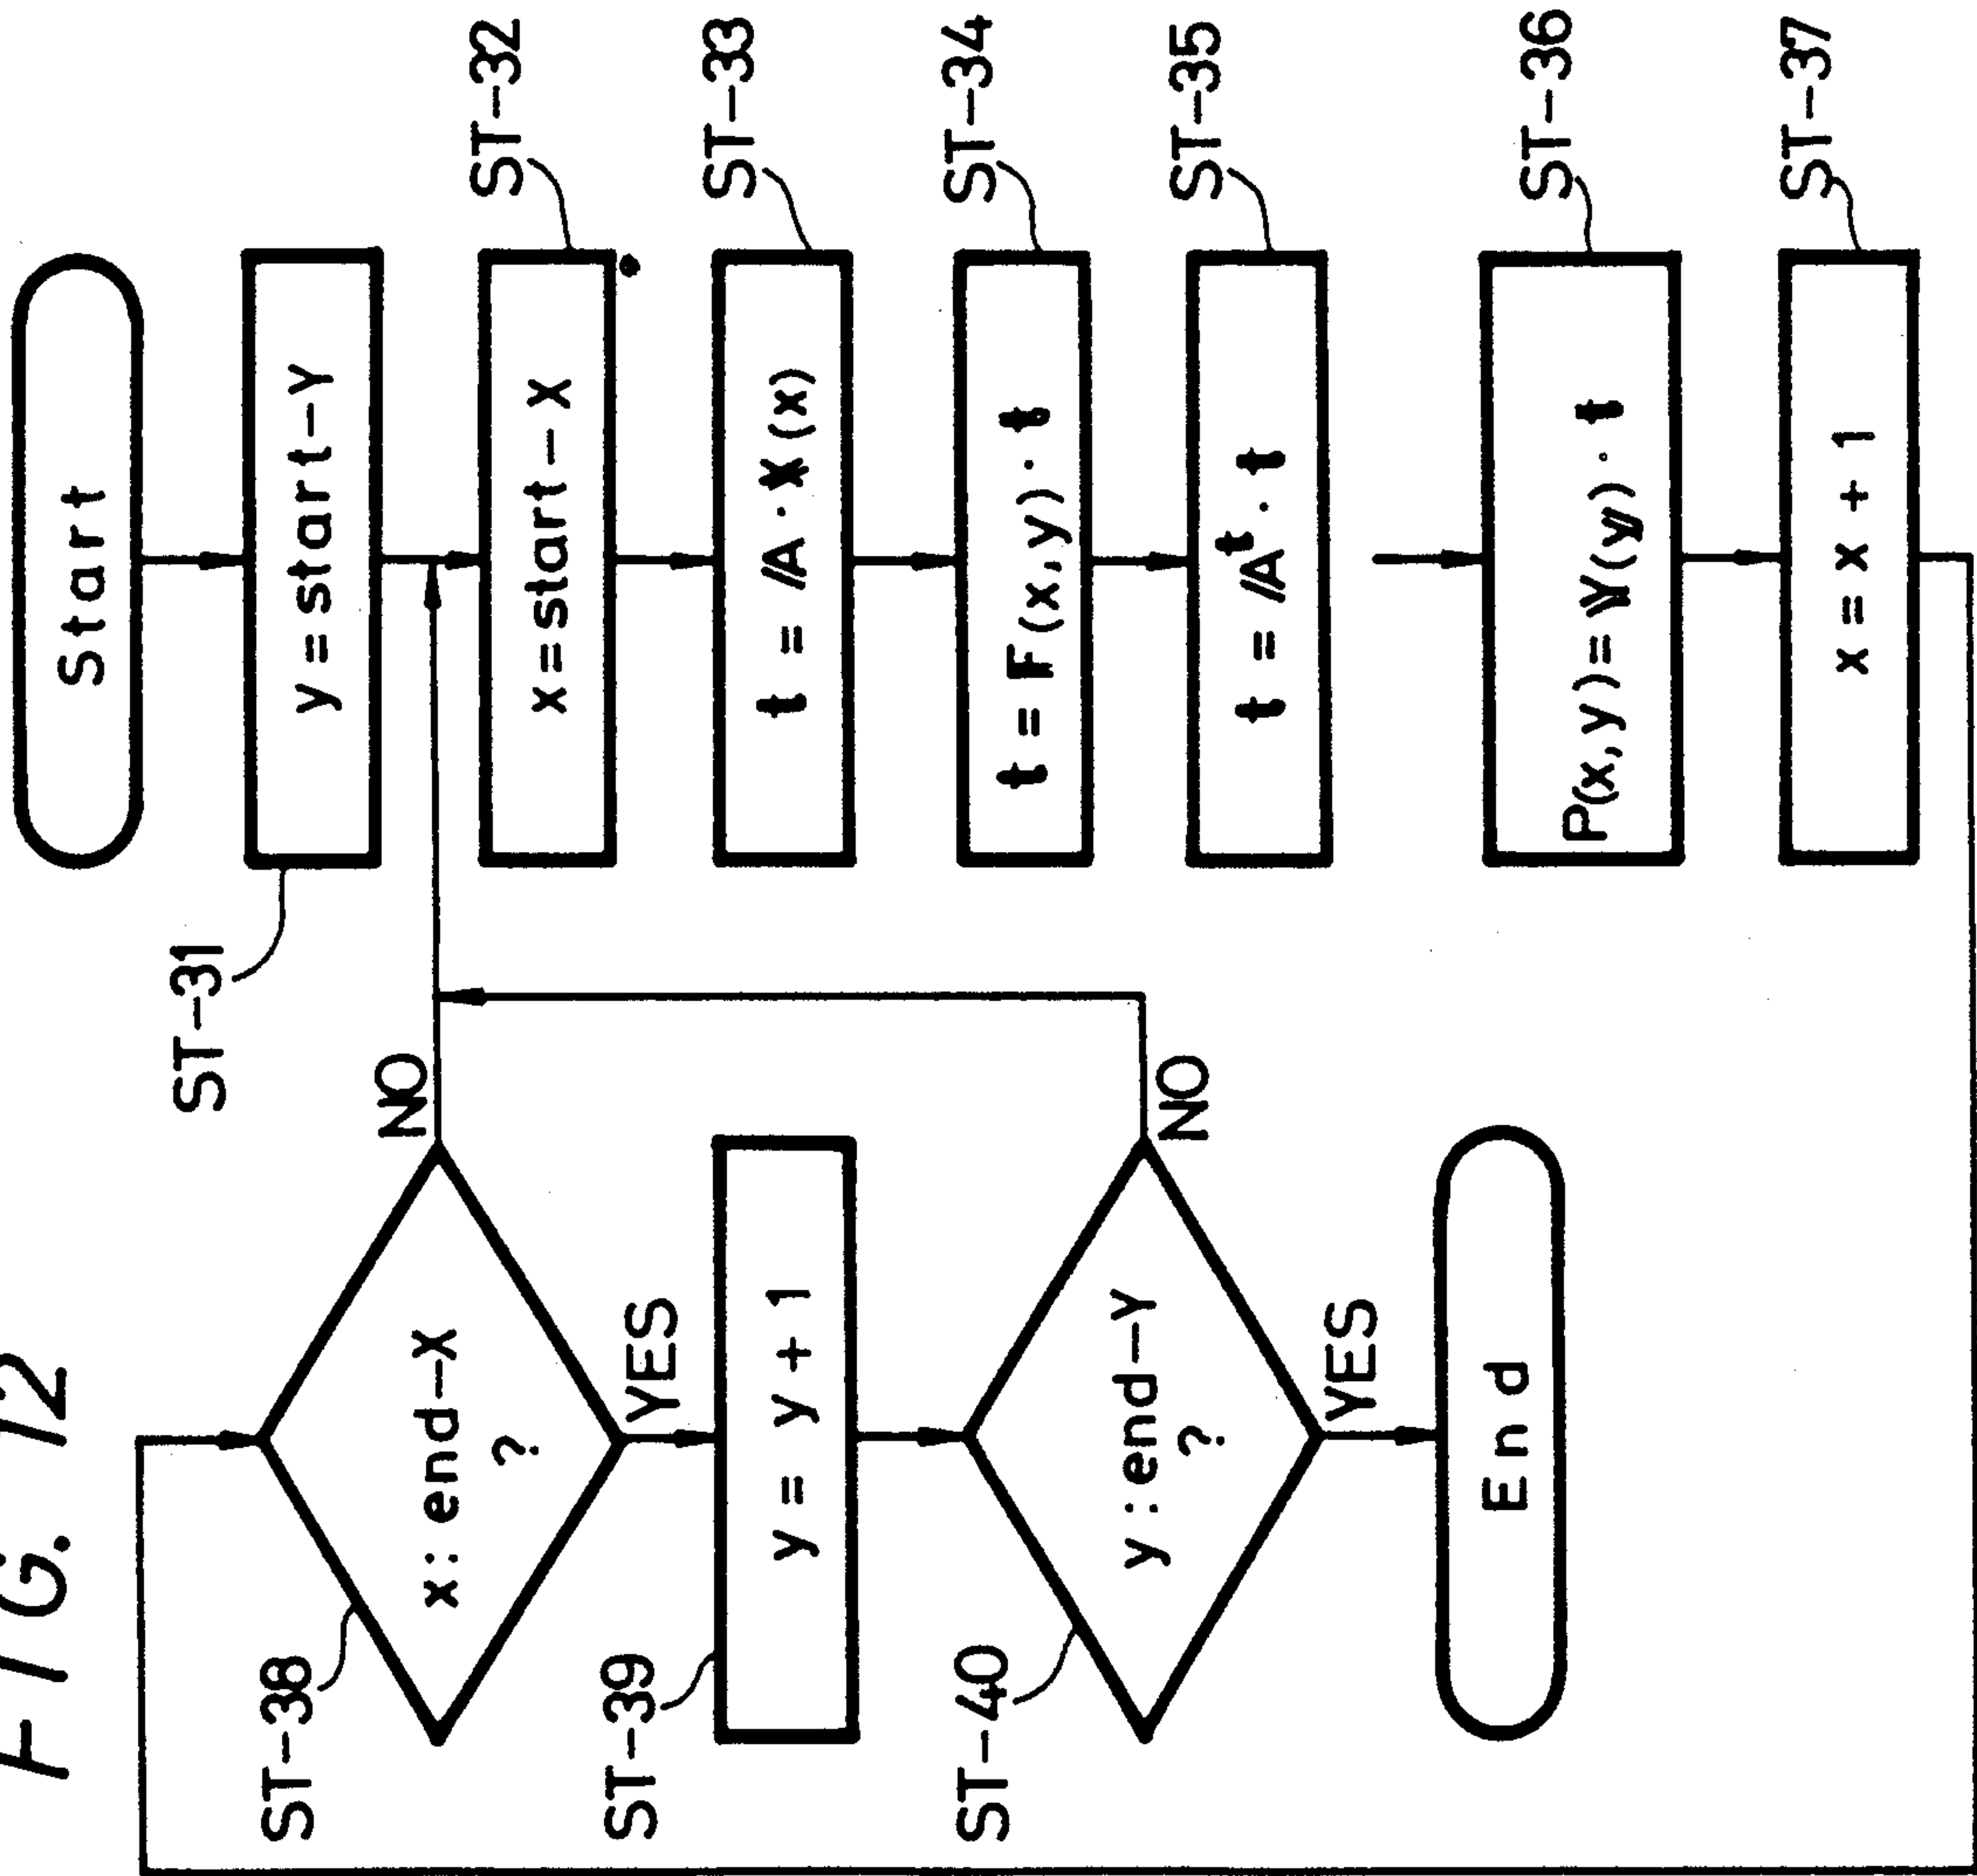 FIG. 12
Start
ST-31
y=start-Y
ST-32
x=start-X
ST-33
t = A·X(x)
ST-34
t = F(x,y)·t
ST-35
t = Aᵗ·t
ST-36
P(x,y)=Y(y)·t
ST-37
x = x + 1
ST-38
x: end-X
?
NO
YES
ST-39
y = y + 1
ST-40
y: end-Y
?
NO
YES
End